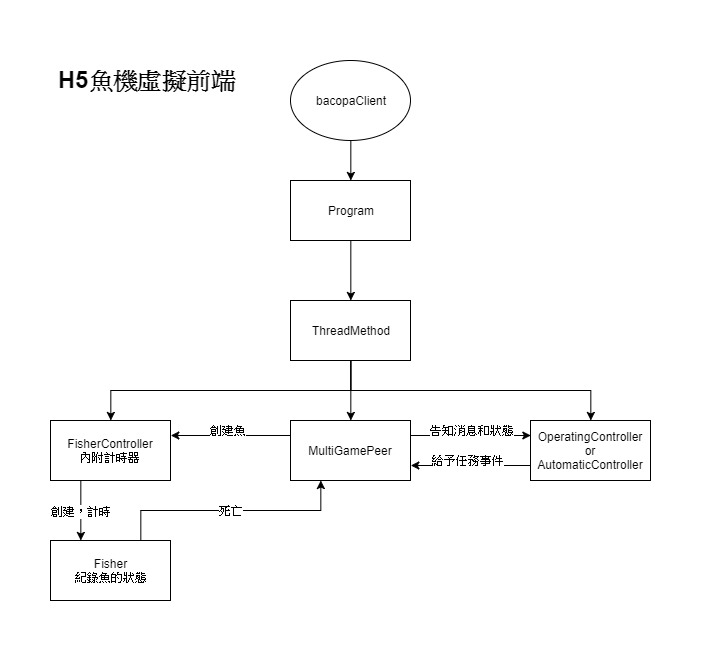 H5魚機虛擬前端
bacopaClient
Program
ThreadMethod
FisherController
內附計時器
創建魚
MultiGamePeer
告知消息和狀態
給予任務事件
OperatingController
or
AutomaticController
創建，計時
死亡
Fisher
紀錄魚的狀態